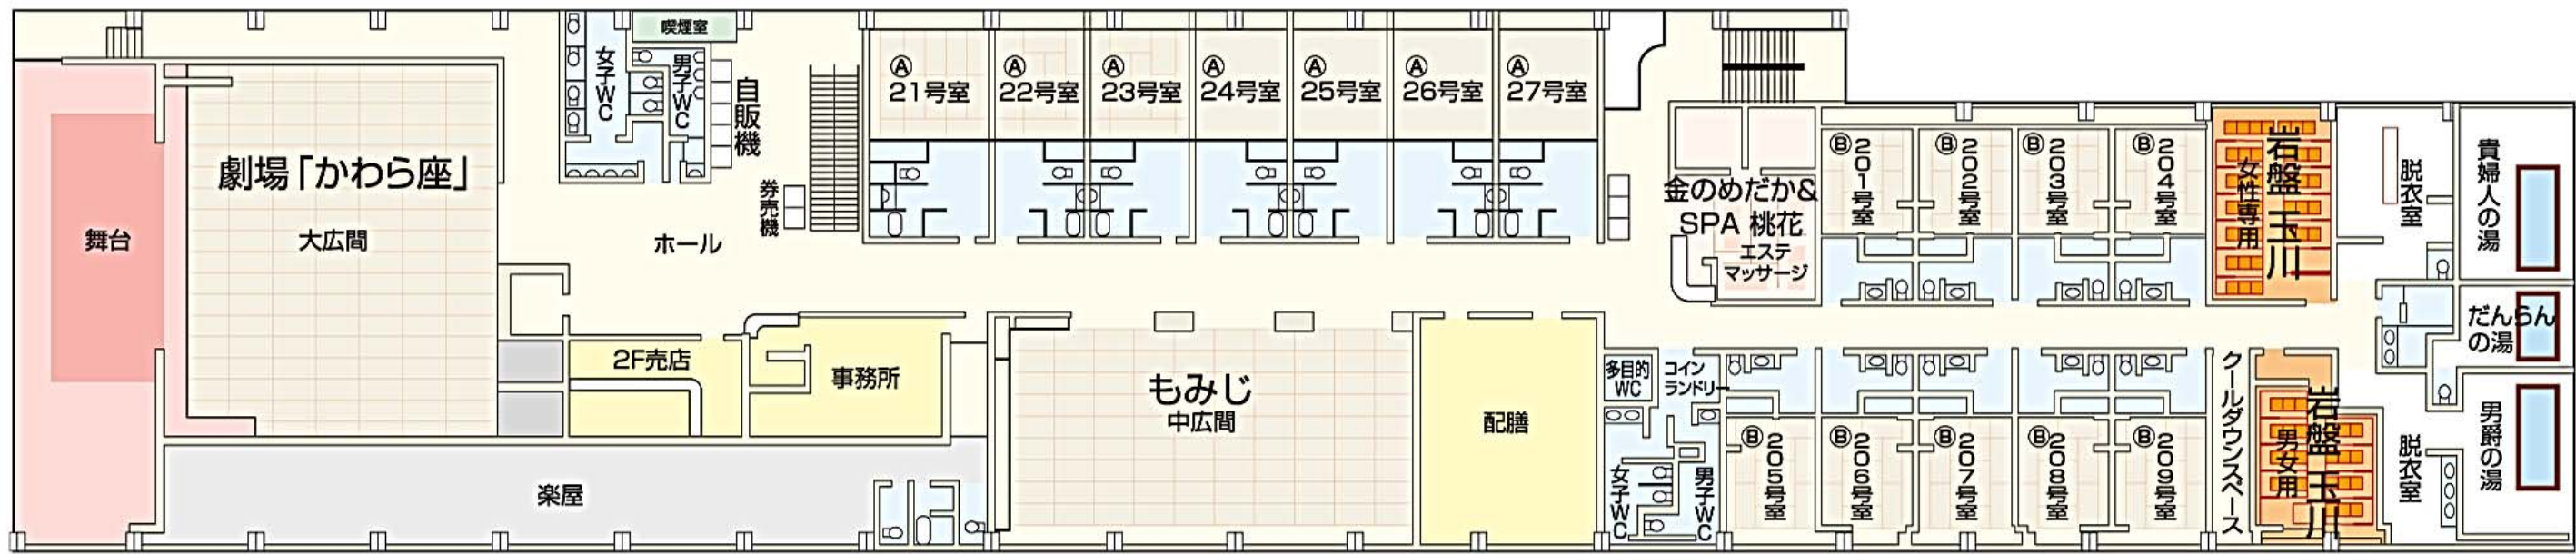 舞台
劇場「かわら座」
大広間
女子WC
喫煙室
男子WC
自販機
券売機
ホール
2F売店
事務所
楽屋
Ⓐ
21号室
Ⓐ
22号室
Ⓐ
23号室
Ⓐ
24号室
Ⓐ
25号室
Ⓐ
26号室
Ⓐ
27号室
もみじ
中広間
配膳
金のめだか&
SPA 桃花
エステ
マッサージ
Ⓑ201号室
Ⓑ202号室
Ⓑ203号室
Ⓑ204号室
岩盤 玉川
女性専用
脱衣室
貴婦人の湯
だんらん
の湯
多目的
WC
コイン
ランドリー
女子WC
男子WC
Ⓑ205号室
Ⓑ206号室
Ⓑ207号室
Ⓑ208号室
Ⓑ209号室
クールダウンスペース
岩盤 玉川
男女用
脱衣室
男爵の湯